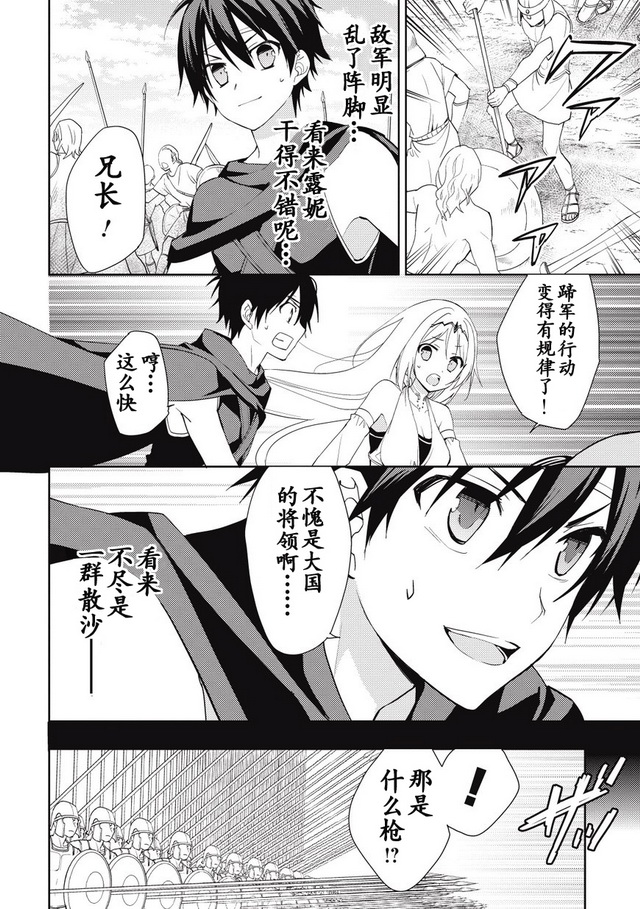 敌军明显
乱了阵脚…
看来露妮
干得不错呢…
兄长！
蹄军的行动
变得有规律了！
哼…
这么快
不愧是大国
的将领啊
……
看来
不尽是
一群散沙——
！
那是
什么枪!?